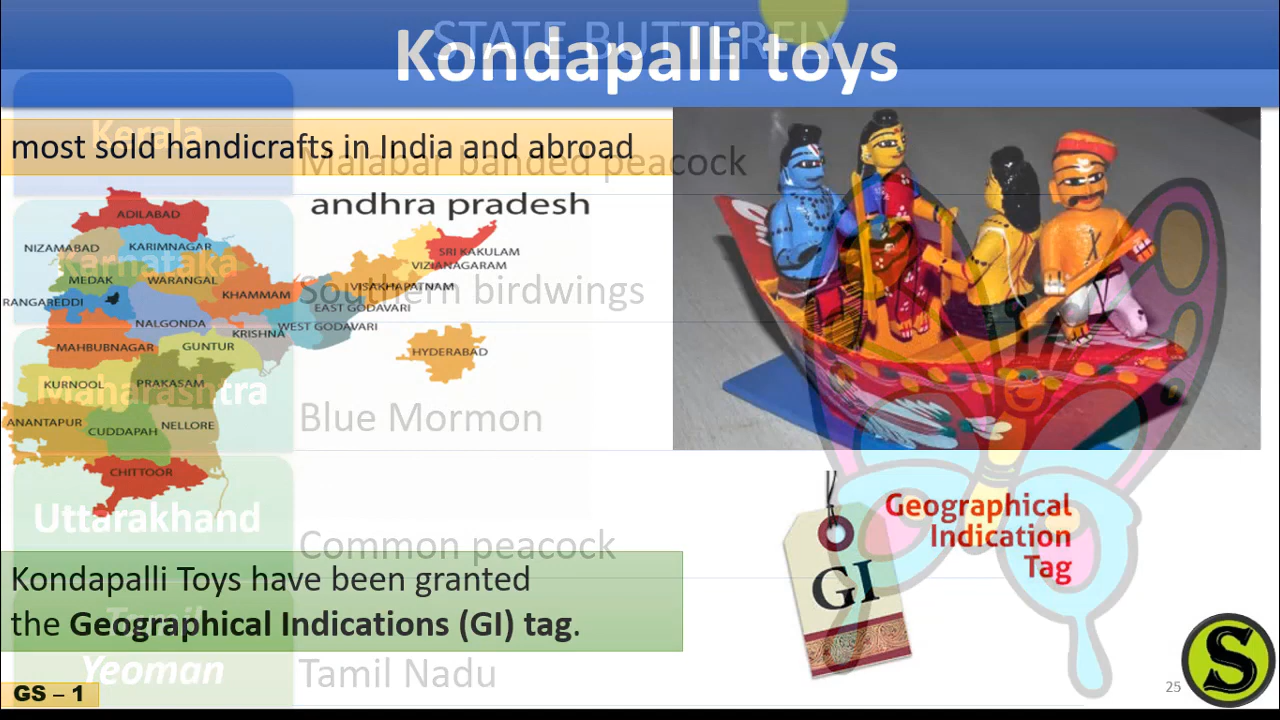 STATE BUTTERFLY
Kondapalli toys
Kerala
most sold handicrafts in India and abroad
Malabar banded peacock
andhra pradesh
ADILABAD
NIZAMABAD
KARIMNAGAR
Karnataka
MEDAK
WARANGAL
RANGAREDDI
KHAMMAM
NALGONDA
MAHBUBNAGAR
GUNTUR
KRISHNA
WEST GODAVARI
EAST GODAVARI
VISAKHAPATNAM
VIZIANAGARAM
SRI KAKULAM
Southern birdwings
HYDERABAD
KURNOOL
PRAKASAM
Maharashtra
Blue Mormon
ANANTAPUR
CUDDAPAH
NELLORE
CHITTOOR
Uttarakhand
Common peacock
Kondapalli Toys have been granted
the Geographical Indications (GI) tag.
Tamil
Yeoman
Tamil Nadu
GI
Geographical
Indication
Tag
GS – 1
25
S